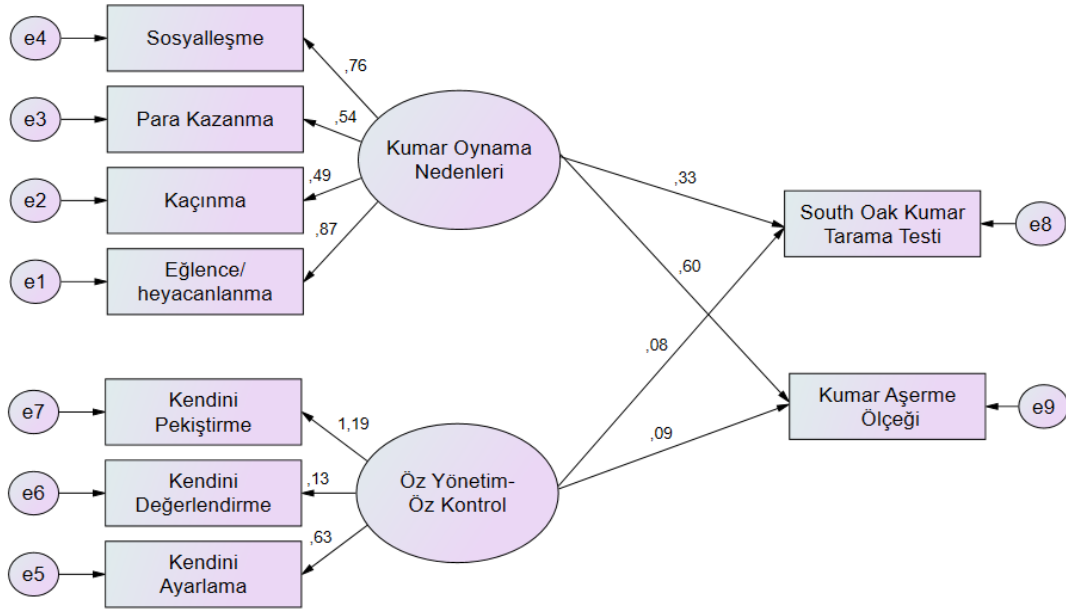 e4
Sosyalleşme
,76
e3
Para Kazanma
,54
Kumar Oynama
Nedenleri
e2
Kaçınma
,49
,33
South Oak Kumar
Tarama Testi
e8
e1
Eğlence/
heyacanlanma
,87
,60
,08
e7
Kendini
Pekiştirme
1,19
Kumar Aşerme
Ölçeği
e9
,09
e6
Kendini
Değerlendirme
,13
Öz Yönetim-
Öz Kontrol
e5
Kendini
Ayarlama
,63